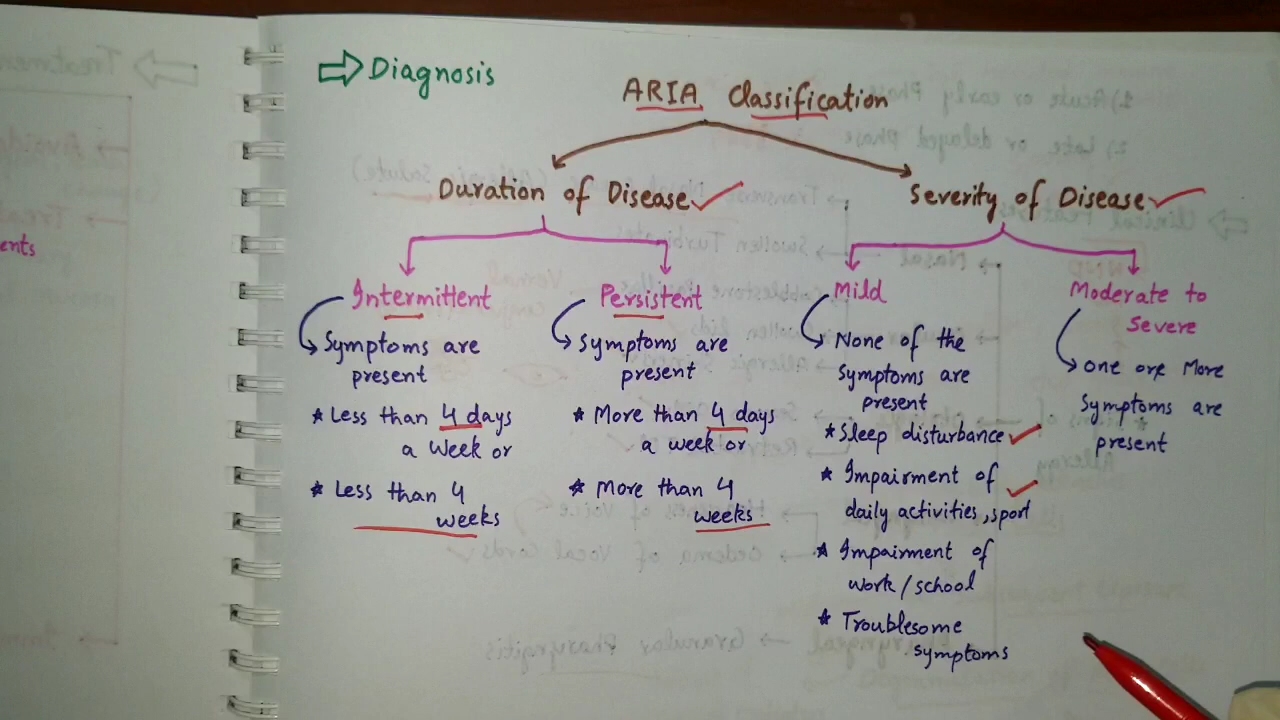 Diagnosis
ARIA Classification
Duration of Disease
Severity of Disease
Intermittent
Symptoms are
present
* Less than 4 days
a week or
* Less than 4
weeks
Persistent
Symptoms are
present
* More than 4 days
a week or
* More than 4
weeks
Mild
None of the
symptoms are
present
* Sleep disturbance
* Impairment of
daily activities, sport
* Impairment of
work/school
* Troublesome
symptoms
Moderate to
Severe
one or more
symptoms are
present
ents